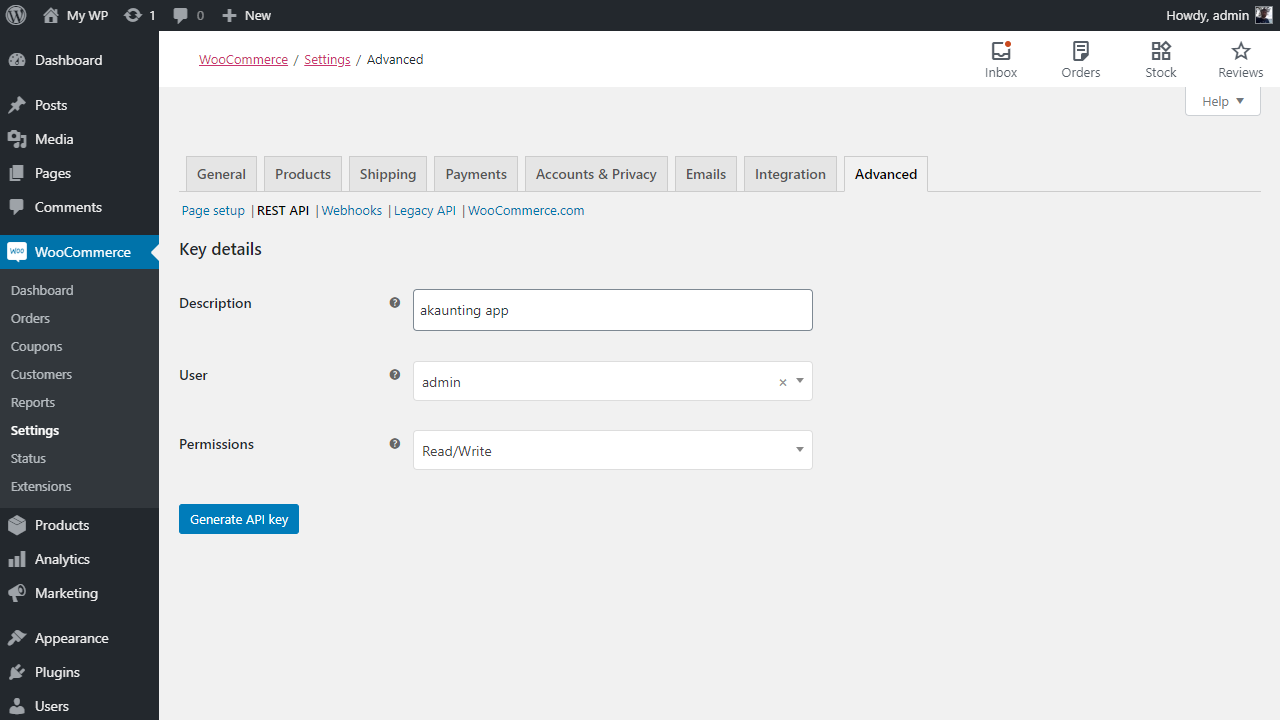 My WP 1 0 New Howdy, admin
WooCommerce / Settings / Advanced
Inbox Orders Stock Reviews
Help
Dashboard
Posts
Media
Pages
Comments
WooCommerce
Dashboard
Orders
Coupons
Customers
Reports
Settings
Status
Extensions
Products
Analytics
Marketing
Appearance
Plugins
Users
General Products Shipping Payments Accounts & Privacy Emails Integration Advanced
Page setup | REST API | Webhooks | Legacy API | WooCommerce.com
Key details
Description ? akaunting app
User ? admin ×
Permissions ? Read/Write
Generate API key